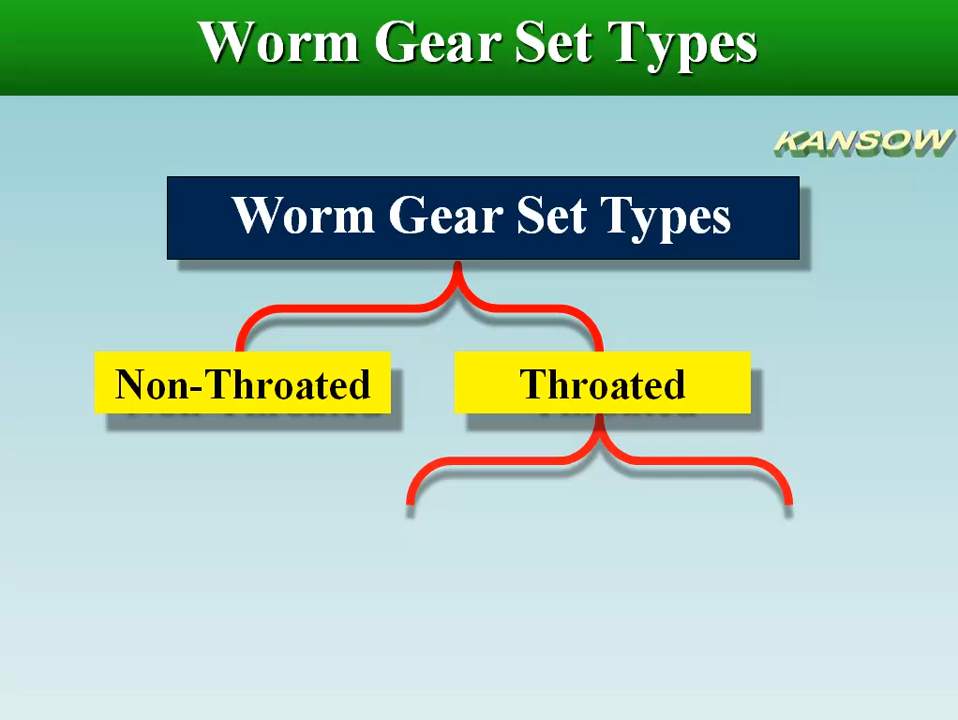 Worm Gear Set Types
KANSOW
Worm Gear Set Types
Non-Throated
Throated